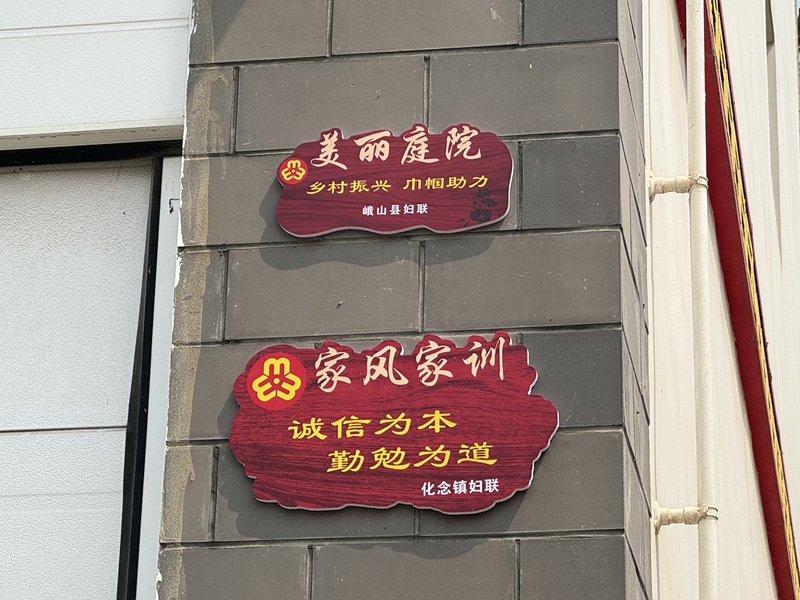 美丽庭院
乡村振兴 巾帼助力
峨山县妇联
家风家训
诚信为本
勤勉为道
化念镇妇联